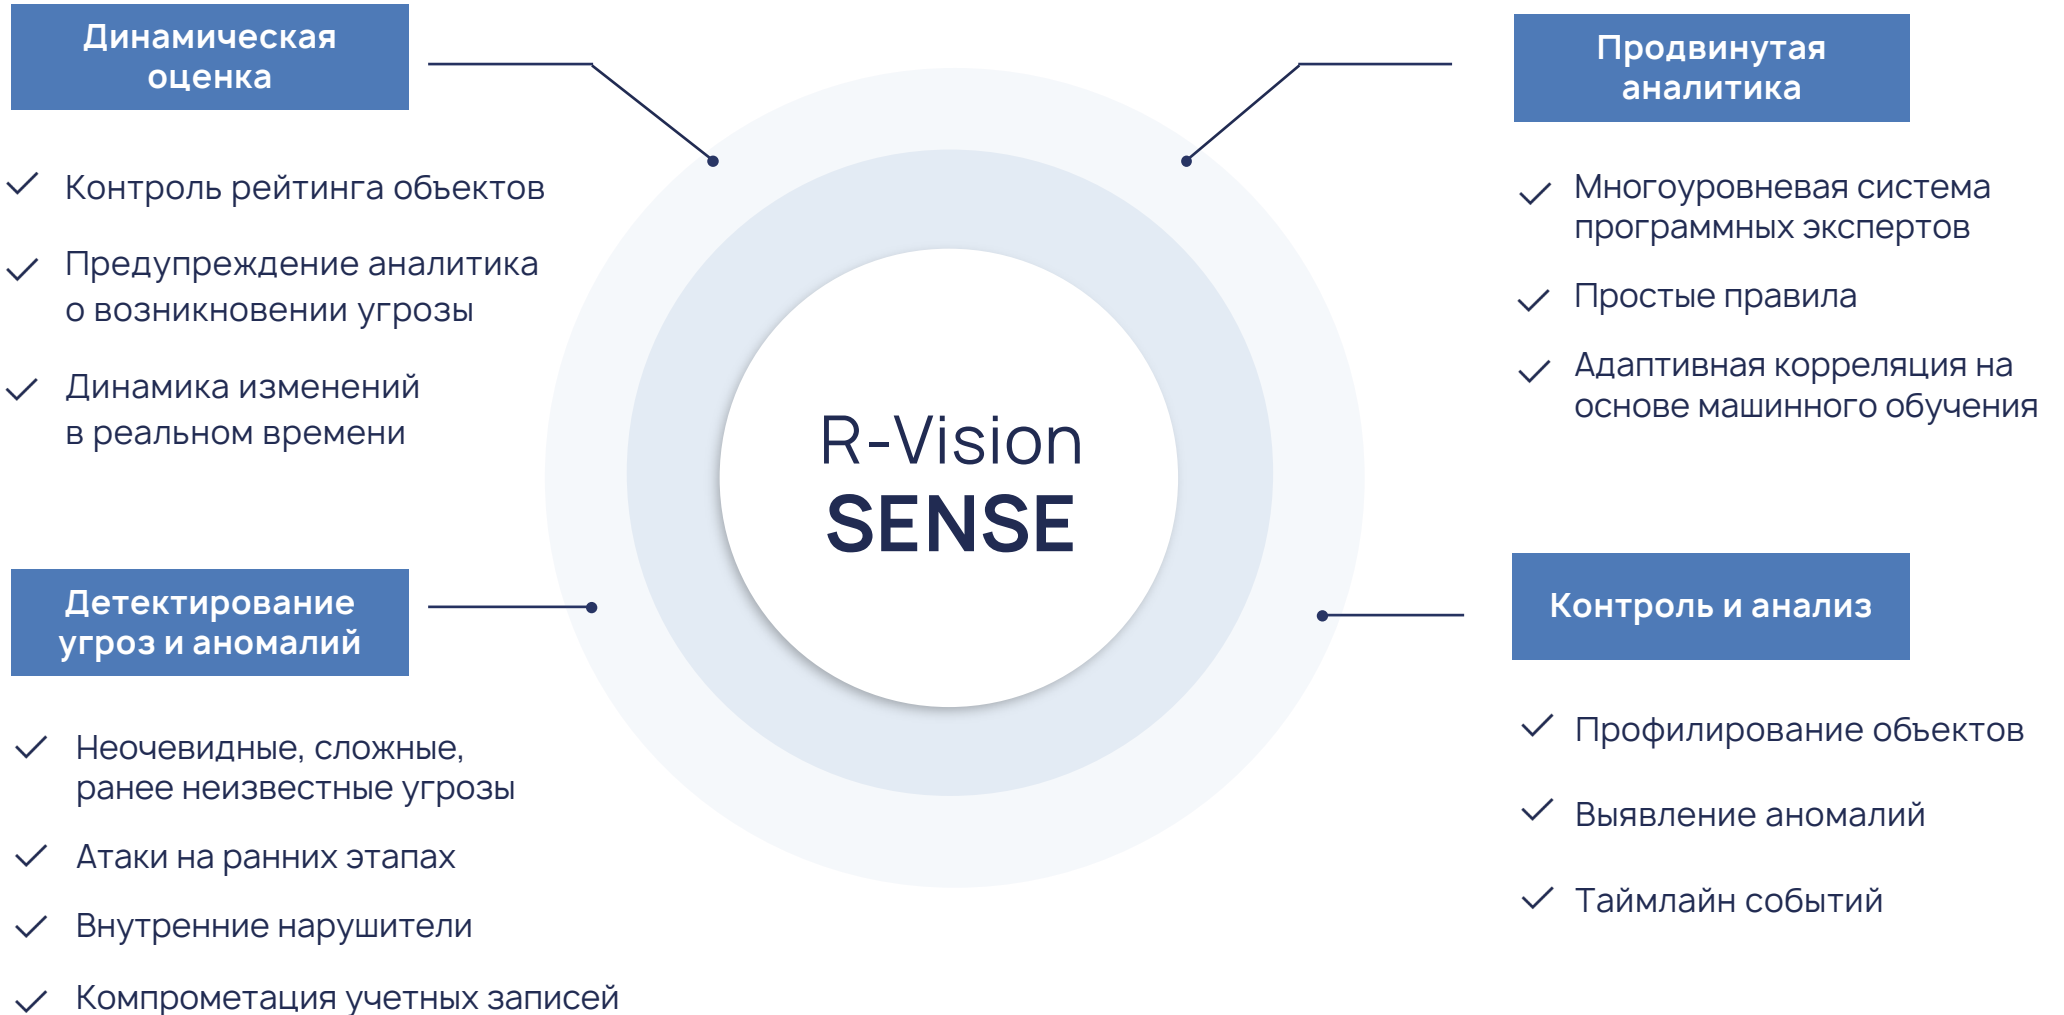 Динамическая
оценка
Контроль рейтинга объектов
Предупреждение аналитика
о возникновении угрозы
Динамика изменений
в реальном времени
Продвинутая
аналитика
Многоуровневая система
программных экспертов
Простые правила
Адаптивная корреляция на
основе машинного обучения
R-Vision
SENSE
Детектирование
угроз и аномалий
Неочевидные, сложные,
ранее неизвестные угрозы
Атаки на ранних этапах
Внутренние нарушители
Компрометация учетных записей
Контроль и анализ
Профилирование объектов
Выявление аномалий
Таймлайн событий